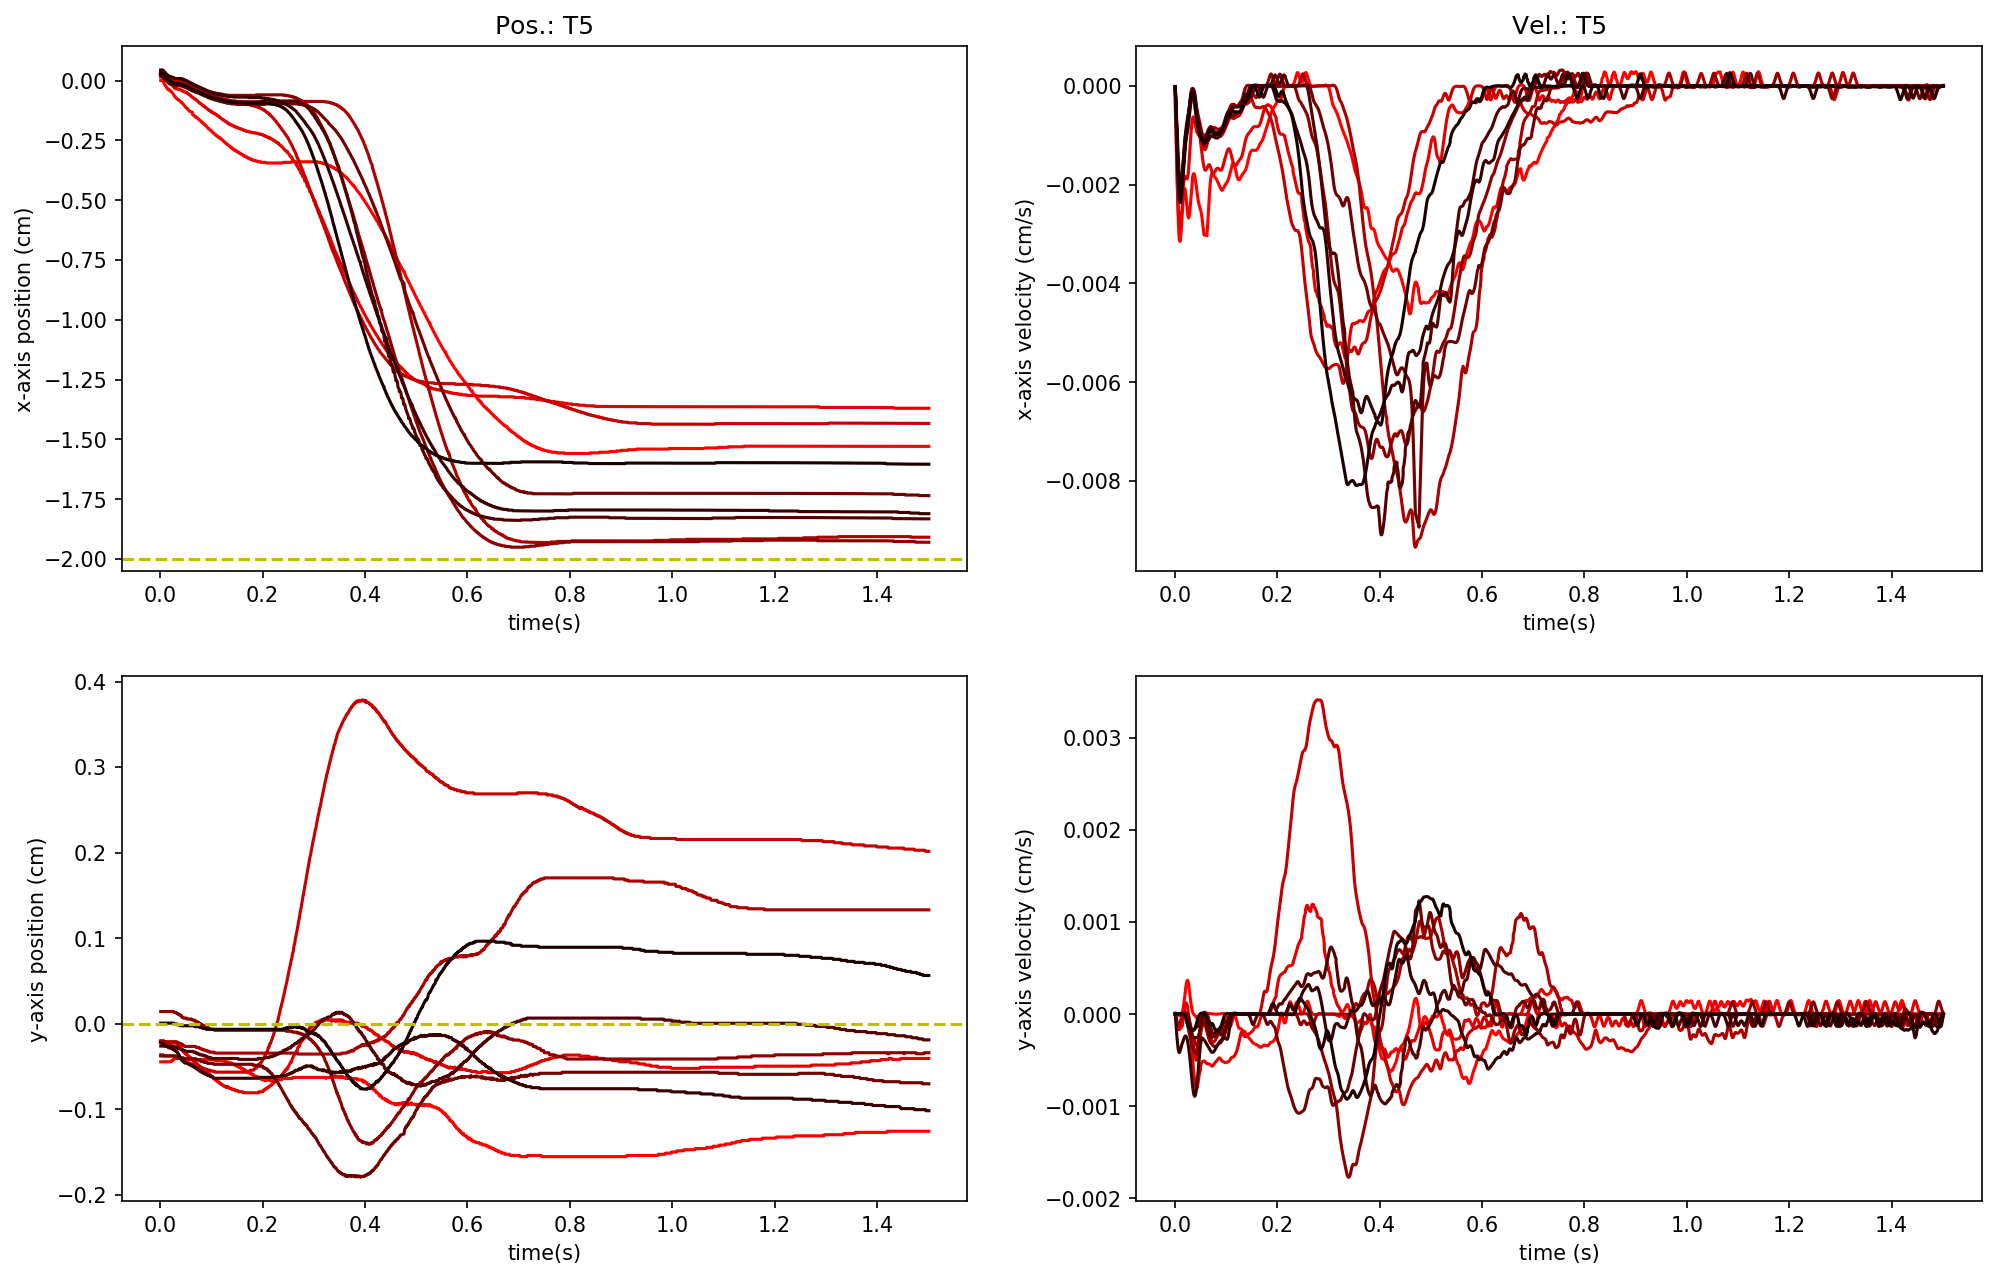 Pos.: T5
x-axis position (cm)
0.00
−0.25
−0.50
−0.75
−1.00
−1.25
−1.50
−1.75
−2.00
0.0 0.2 0.4 0.6 0.8 1.0 1.2 1.4
time(s)
Vel.: T5
x-axis velocity (cm/s)
0.000
−0.002
−0.004
−0.006
−0.008
0.0 0.2 0.4 0.6 0.8 1.0 1.2 1.4
time(s)
y-axis position (cm)
0.4
0.3
0.2
0.1
0.0
−0.1
−0.2
0.0 0.2 0.4 0.6 0.8 1.0 1.2 1.4
time(s)
y-axis velocity (cm/s)
0.003
0.002
0.001
0.000
−0.001
−0.002
0.0 0.2 0.4 0.6 0.8 1.0 1.2 1.4
time (s)